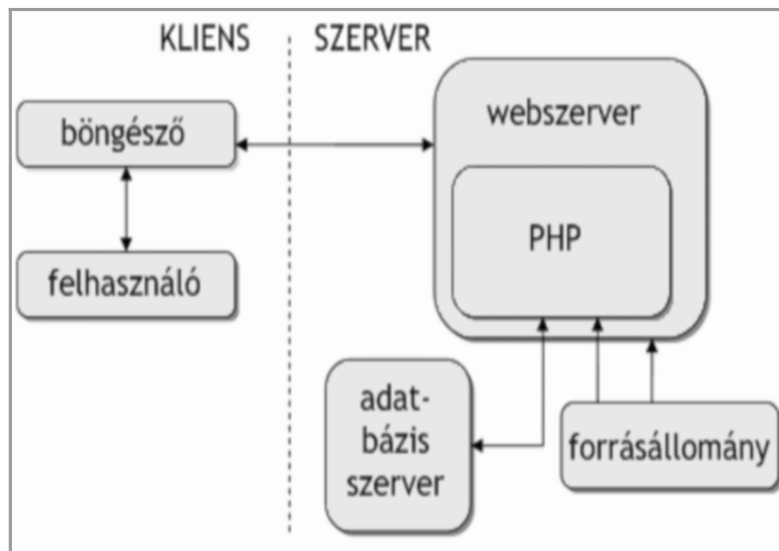 KLIENS
SZERVER
böngésző
felhasználó
webszerver
PHP
adat-
bázis
szerver
forrásállomány